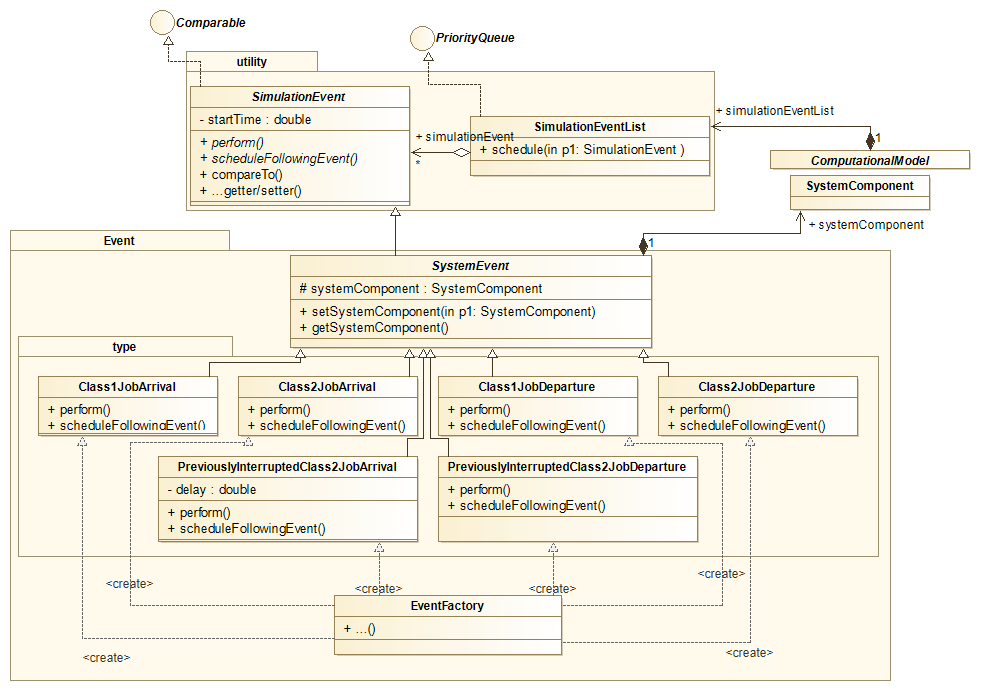 Comparable
PriorityQueue
utility
SimulationEvent
- startTime : double
+ perform()
+ scheduleFollowingEvent()
+ compareTo()
+ ...getter/setter()
+ simulationEvent
*
SimulationEventList
+ schedule(in p1: SimulationEvent )
+ simulationEventList
1
ComputationalModel
SystemComponent
+ systemComponent
1
Event
SystemEvent
# systemComponent : SystemComponent
+ setSystemComponent(in p1: SystemComponent)
+ getSystemComponent()
type
Class1JobArrival
+ perform()
+ scheduleFollowingEvent()
Class2JobArrival
+ perform()
+ scheduleFollowingEvent()
Class1JobDeparture
+ perform()
+ scheduleFollowingEvent()
Class2JobDeparture
+ perform()
+ scheduleFollowingEvent()
PreviouslyInterruptedClass2JobArrival
- delay : double
+ perform()
+ scheduleFollowingEvent()
PreviouslyInterruptedClass2JobDeparture
+ perform()
+ scheduleFollowingEvent()
<create>
<create>
<create>
<create>
EventFactory
+ ...()
<create>
<create>